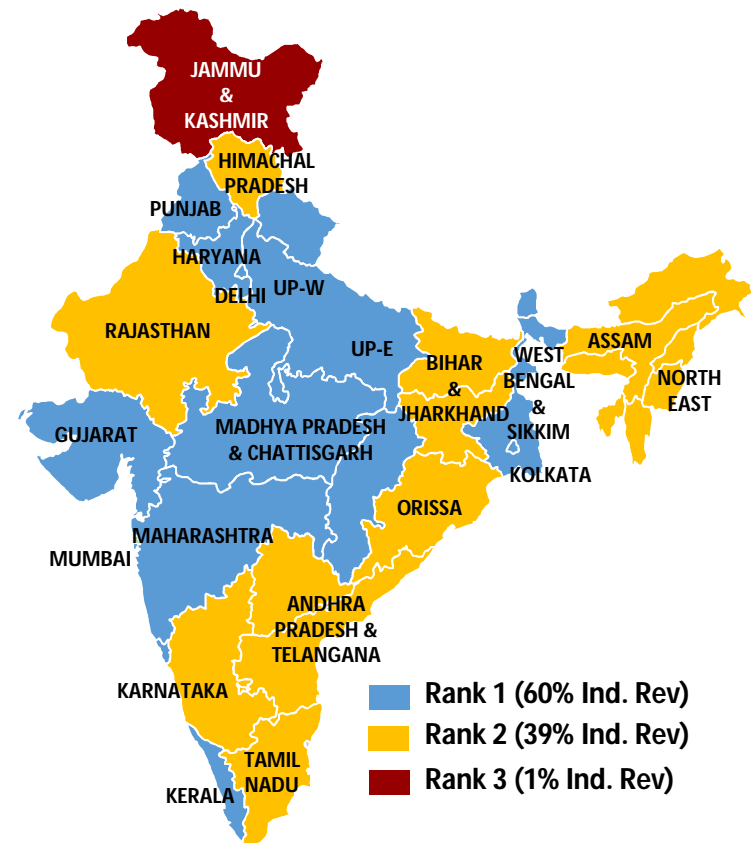 JAMMU
&
KASHMIR
HIMACHAL
PRADESH
PUNJAB
HARYANA
DELHI
UP-W
RAJASTHAN
UP-E
BIHAR
&
JHARKHAND
WEST
BENGAL
&
SIKKIM
ASSAM
NORTH
EAST
GUJARAT
MADHYA PRADESH
& CHATTISGARH
KOLKATA
ORISSA
MAHARASHTRA
MUMBAI
ANDHRA
PRADESH &
TELANGANA
KARNATAKA
TAMIL
NADU
KERALA
Rank 1 (60% Ind. Rev)
Rank 2 (39% Ind. Rev)
Rank 3 (1% Ind. Rev)